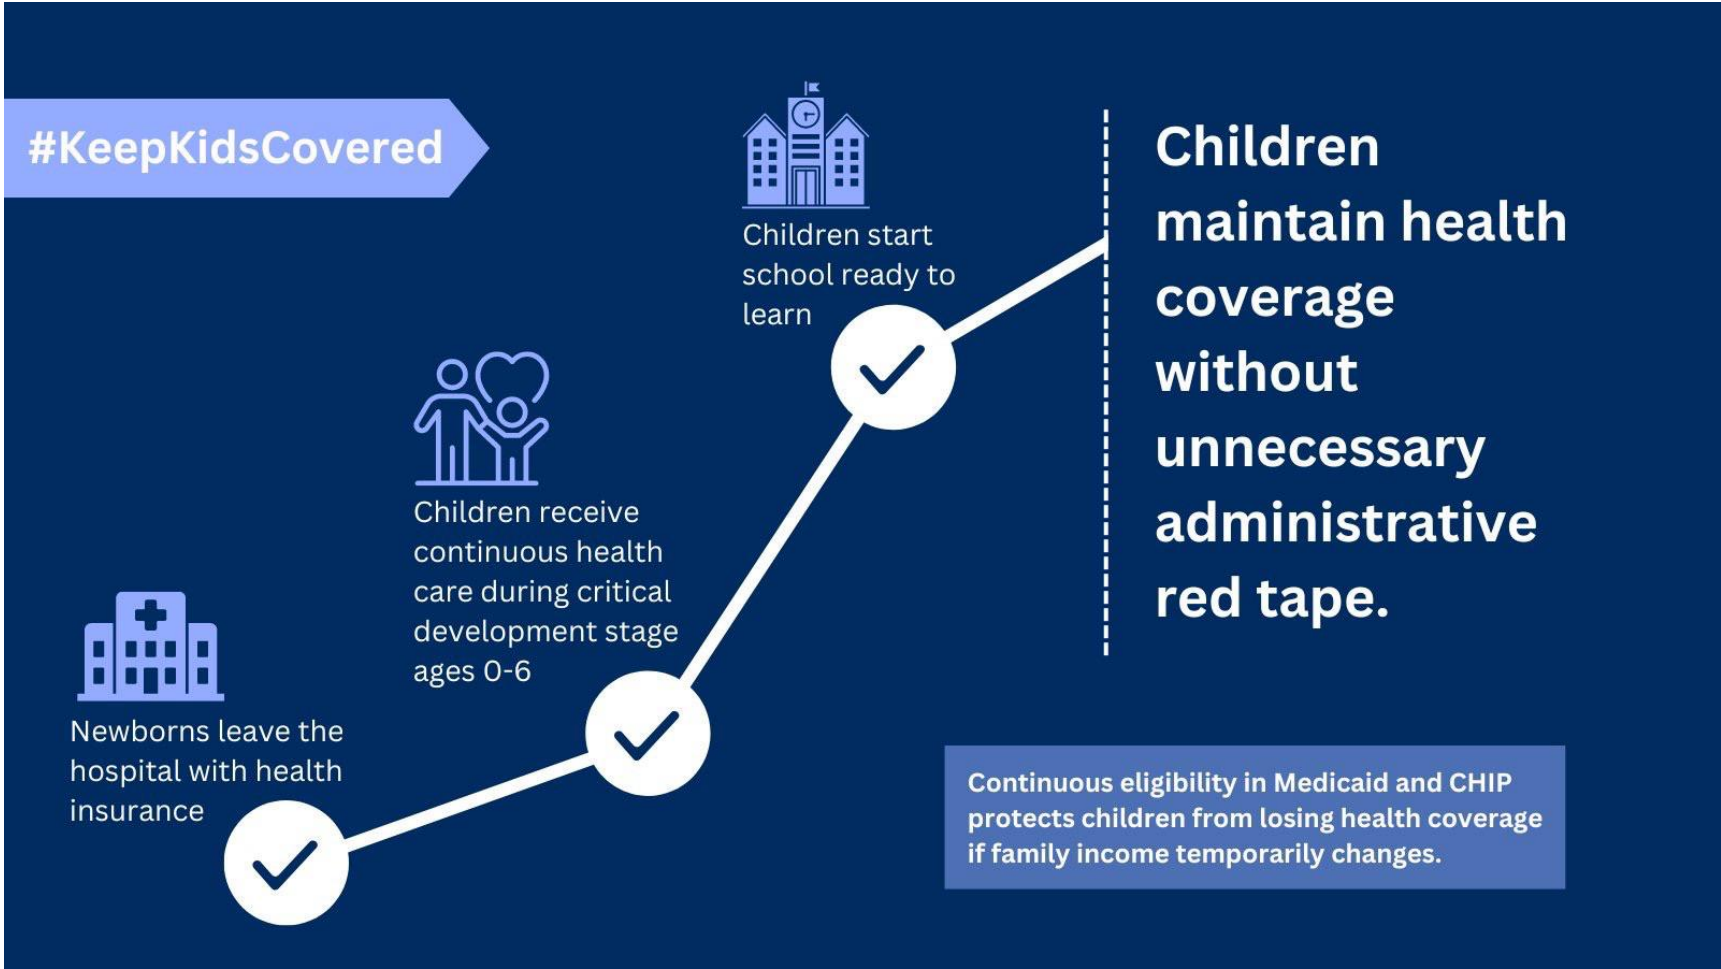 #KeepKidsCovered
Children start
school ready to
learn
Children receive
continuous health
care during critical
development stage
ages 0-6
Newborns leave the
hospital with health
insurance
Children
maintain health
coverage
without
unnecessary
administrative
red tape.
Continuous eligibility in Medicaid and CHIP
protects children from losing health coverage
if family income temporarily changes.